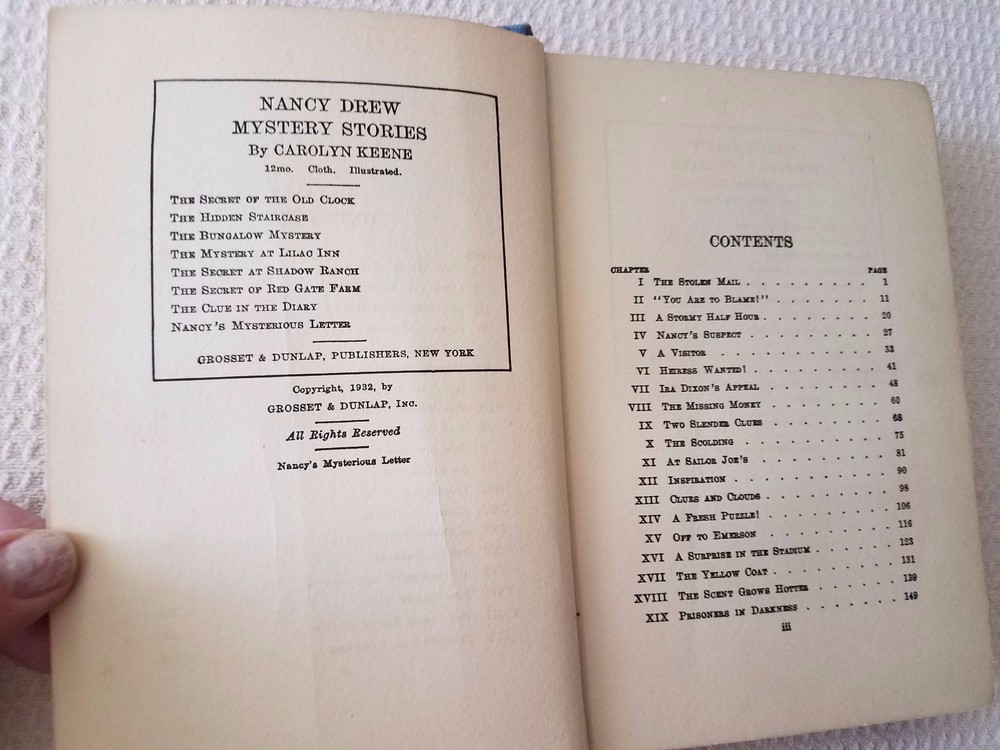 NANCY DREW
MYSTERY STORIES
By CAROLYN KEENE
12mo. Cloth. Illustrated.
THE SECRET OF THE OLD CLOCK
THE HIDDEN STAIRCASE
THE BUNGALOW MYSTERY
THE MYSTERY AT LILAC INN
THE SECRET AT SHADOW RANCH
THE SECRET OF RED GATE FARM
THE CLUE IN THE DIARY
NANCY'S MYSTERIOUS LETTER
GROSSET & DUNLAP, PUBLISHERS, NEW YORK
Copyright, 1932, by
GROSSET & DUNLAP, INC.
All Rights Reserved
Nancy's Mysterious Letter
CONTENTS
CHAPTER PAGE
I THE STOLEN MAIL . . . . . . . . . 1
II "YOU ARE TO BLAME!" . . . . . . . 11
III A STORMY HALF HOUR . . . . . . . 20
IV NANCY'S SUSPECT . . . . . . . . 27
V A VISITOR . . . . . . . . . . 33
VI HEIRESS WANTED! . . . . . . . . 41
VII IRA DIXON'S APPEAL . . . . . . . 48
VIII THE MISSING MONEY . . . . . . . 60
IX TWO SLENDER CLUES . . . . . . . 68
X THE SCOLDING . . . . . . . . 75
XI AT SAILOR JOE'S . . . . . . . 81
XII INSPIRATION . . . . . . . . . 90
XIII CLUES AND CLOUDS . . . . . . . 98
XIV A FRESH PUZZLE! . . . . . . . 106
XV OFF TO EMERSON . . . . . . . 116
XVI A SURPRISE IN THE STADIUM . . . . . 123
XVII THE YELLOW COAT . . . . . . . 131
XVIII THE SCENT GROWS HOTTER . . . . . 139
XIX PRISONERS IN DARKNESS . . . . . . 149
iii